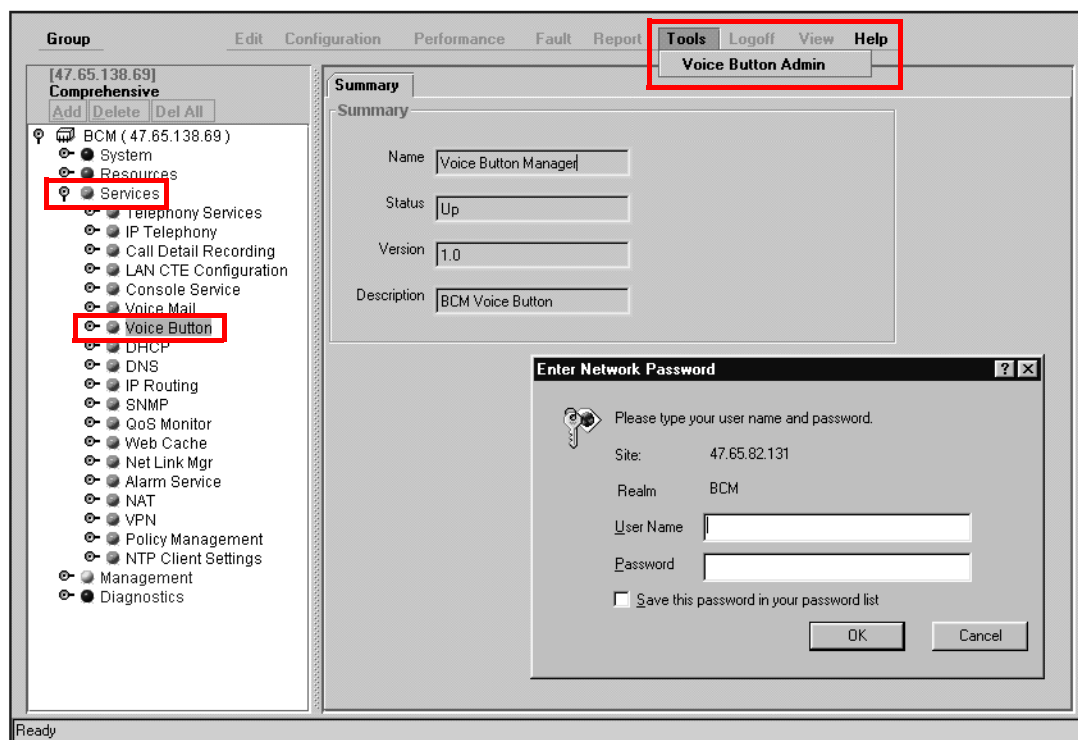 Group Edit Configuration Performance Fault Report Tools Logoff View Help
Voice Button Admin
[47.65.138.69]
Comprehensive
Add Delete Del All
BCM ( 47.65.138.69 )
System
Resources
Services
Telephony Services
IP Telephony
Call Detail Recording
LAN CTE Configuration
Console Service
Voice Mail
Voice Button
DHCP
DNS
IP Routing
SNMP
QoS Monitor
Web Cache
Net Link Mgr
Alarm Service
NAT
VPN
Policy Management
NTP Client Settings
Management
Diagnostics
Summary
Summary
Name Voice Button Manager
Status Up
Version 1.0
Description BCM Voice Button
Enter Network Password ? X
Please type your user name and password.
Site: 47.65.82.131
Realm BCM
User Name
Password
Save this password in your password list
OK Cancel
Ready